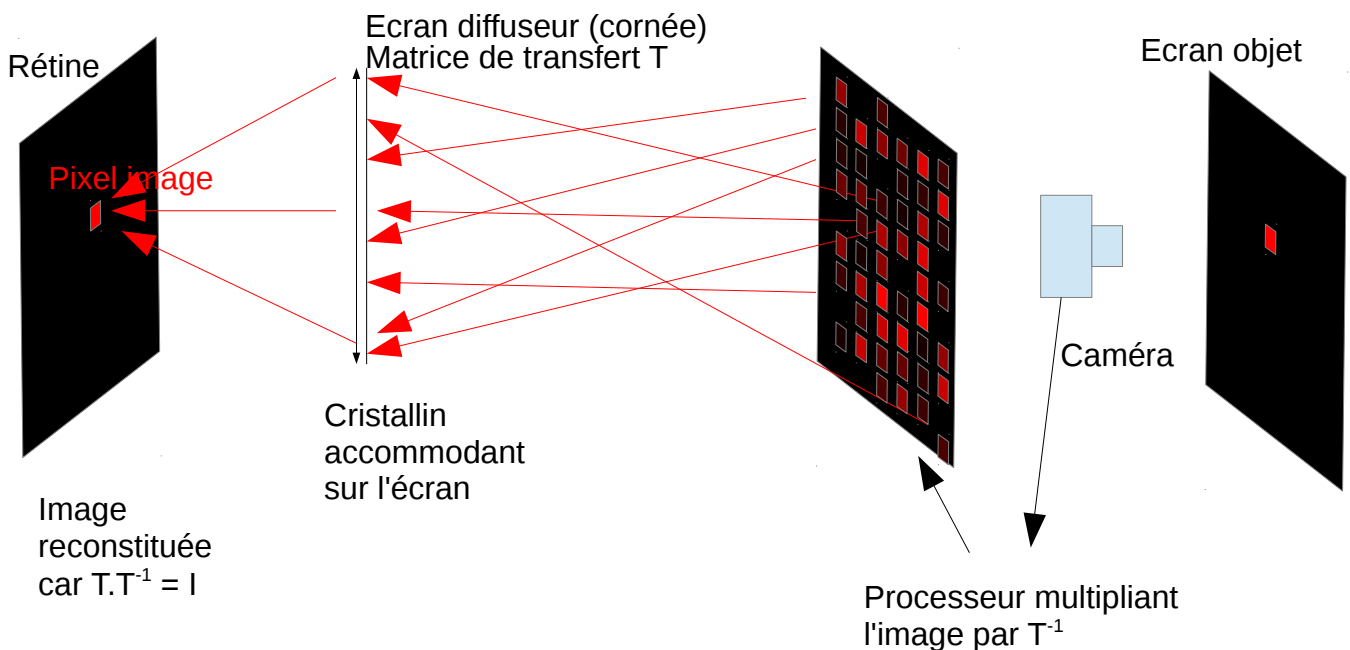 Rétine
Ecran diffuseur (cornée)
Matrice de transfert T
Ecran objet
Pixel image
Caméra
Cristallin
accommodant
sur l'écran
Image
reconstituée
car T.T⁻¹ = I
Processeur multipliant
l'image par T⁻¹